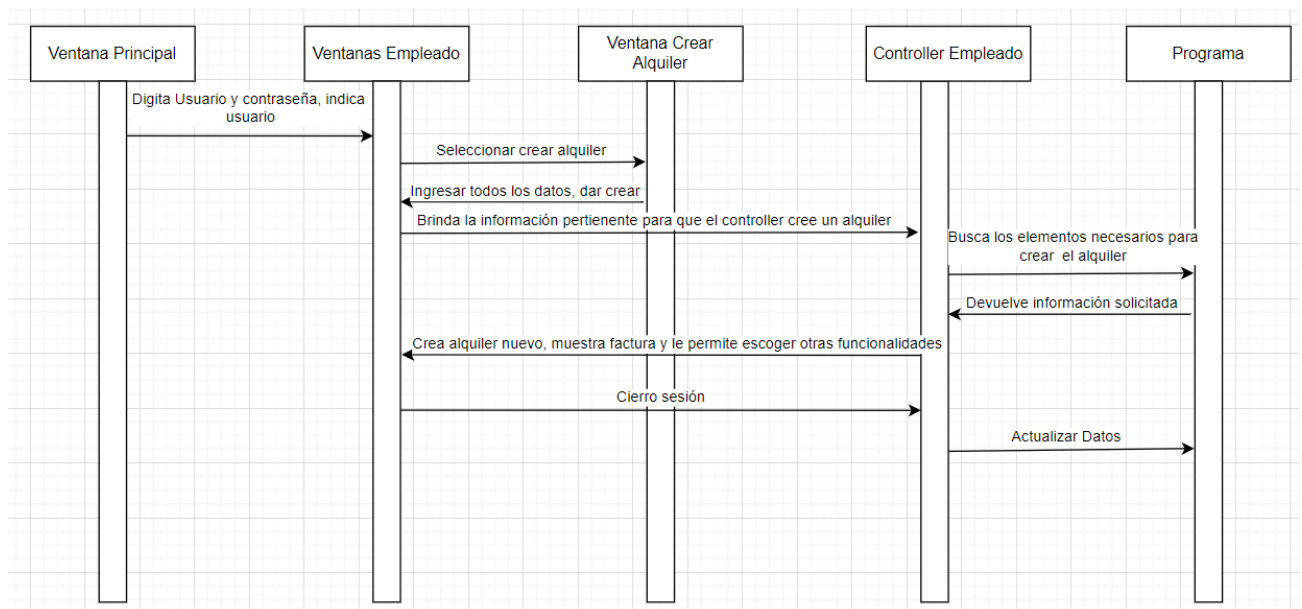 Ventana Principal
Ventanas Empleado
Ventana Crear
Alquiler
Controller Empleado
Programa
Digita Usuario y contraseña, indica
usuario
Seleccionar crear alquiler
Ingresar todos los datos, dar crear
Brinda la información pertienente para que el controller cree un alquiler
Busca los elementos necesarios para
crear el alquiler
Devuelve información solicitada
Crea alquiler nuevo, muestra factura y le permite escoger otras funcionalidades
Cierro sesión
Actualizar Datos